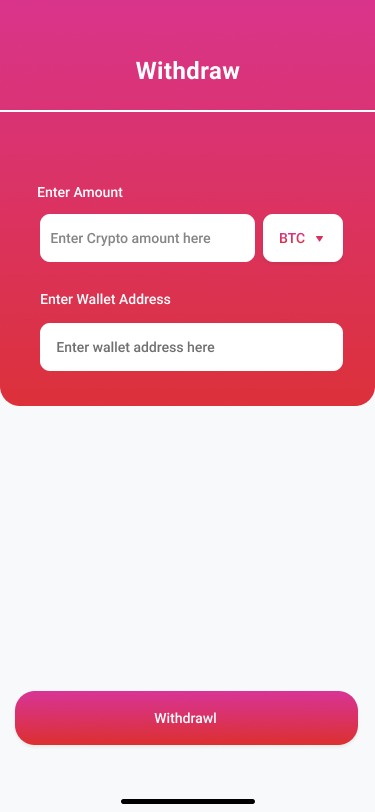 Withdraw
Enter Amount
Enter Crypto amount here
BTC
Enter Wallet Address
Enter wallet address here
Withdrawl